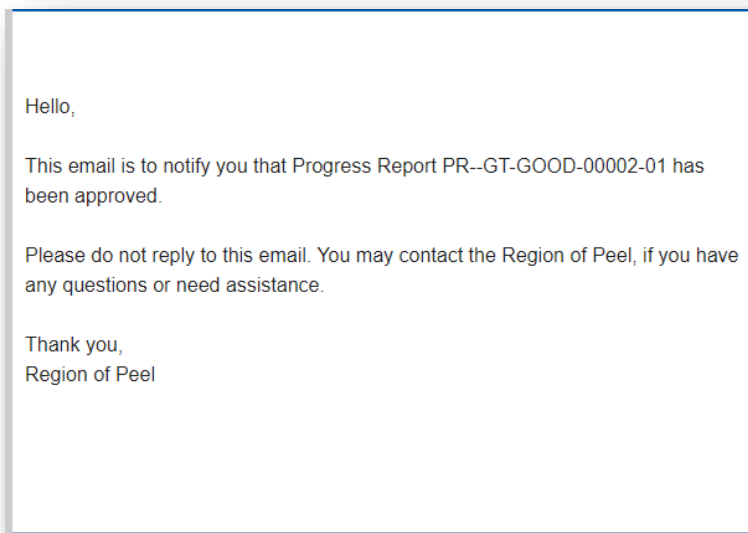 Hello,
This email is to notify you that Progress Report PR--GT-GOOD-00002-01 has
been approved.
Please do not reply to this email. You may contact the Region of Peel, if you have
any questions or need assistance.
Thank you,
Region of Peel